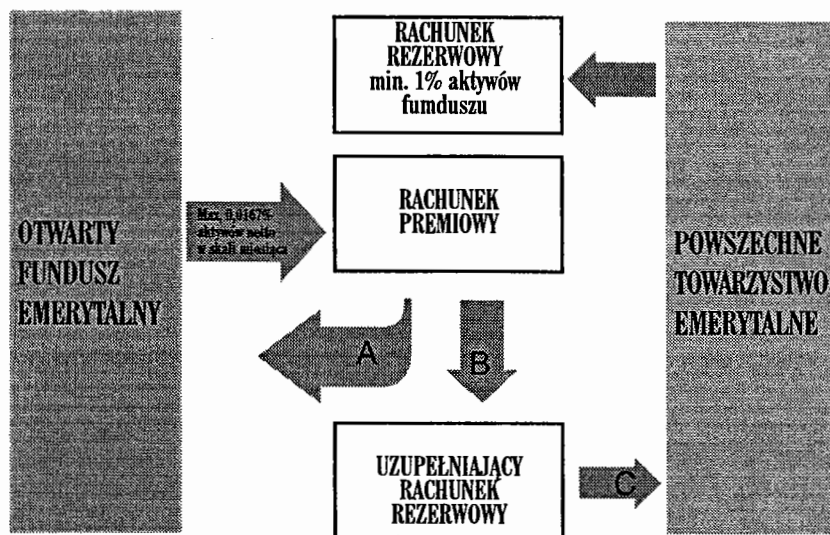 RACHUNEK
REZERWOWY
min. 1% aktywów
fumduszu
Max. 0,0167%
aktywów netto
w skali miesiąca
RACHUNEK
PREMIOWY
OTWARTY
FUNDUSZ
EMERYTALNY
POWSZECHNE
TOWARZYSTWO
EMERYTALNE
A
B
UZUPEŁNIAJĄCY
RACHUNEK
REZERWOWY
C